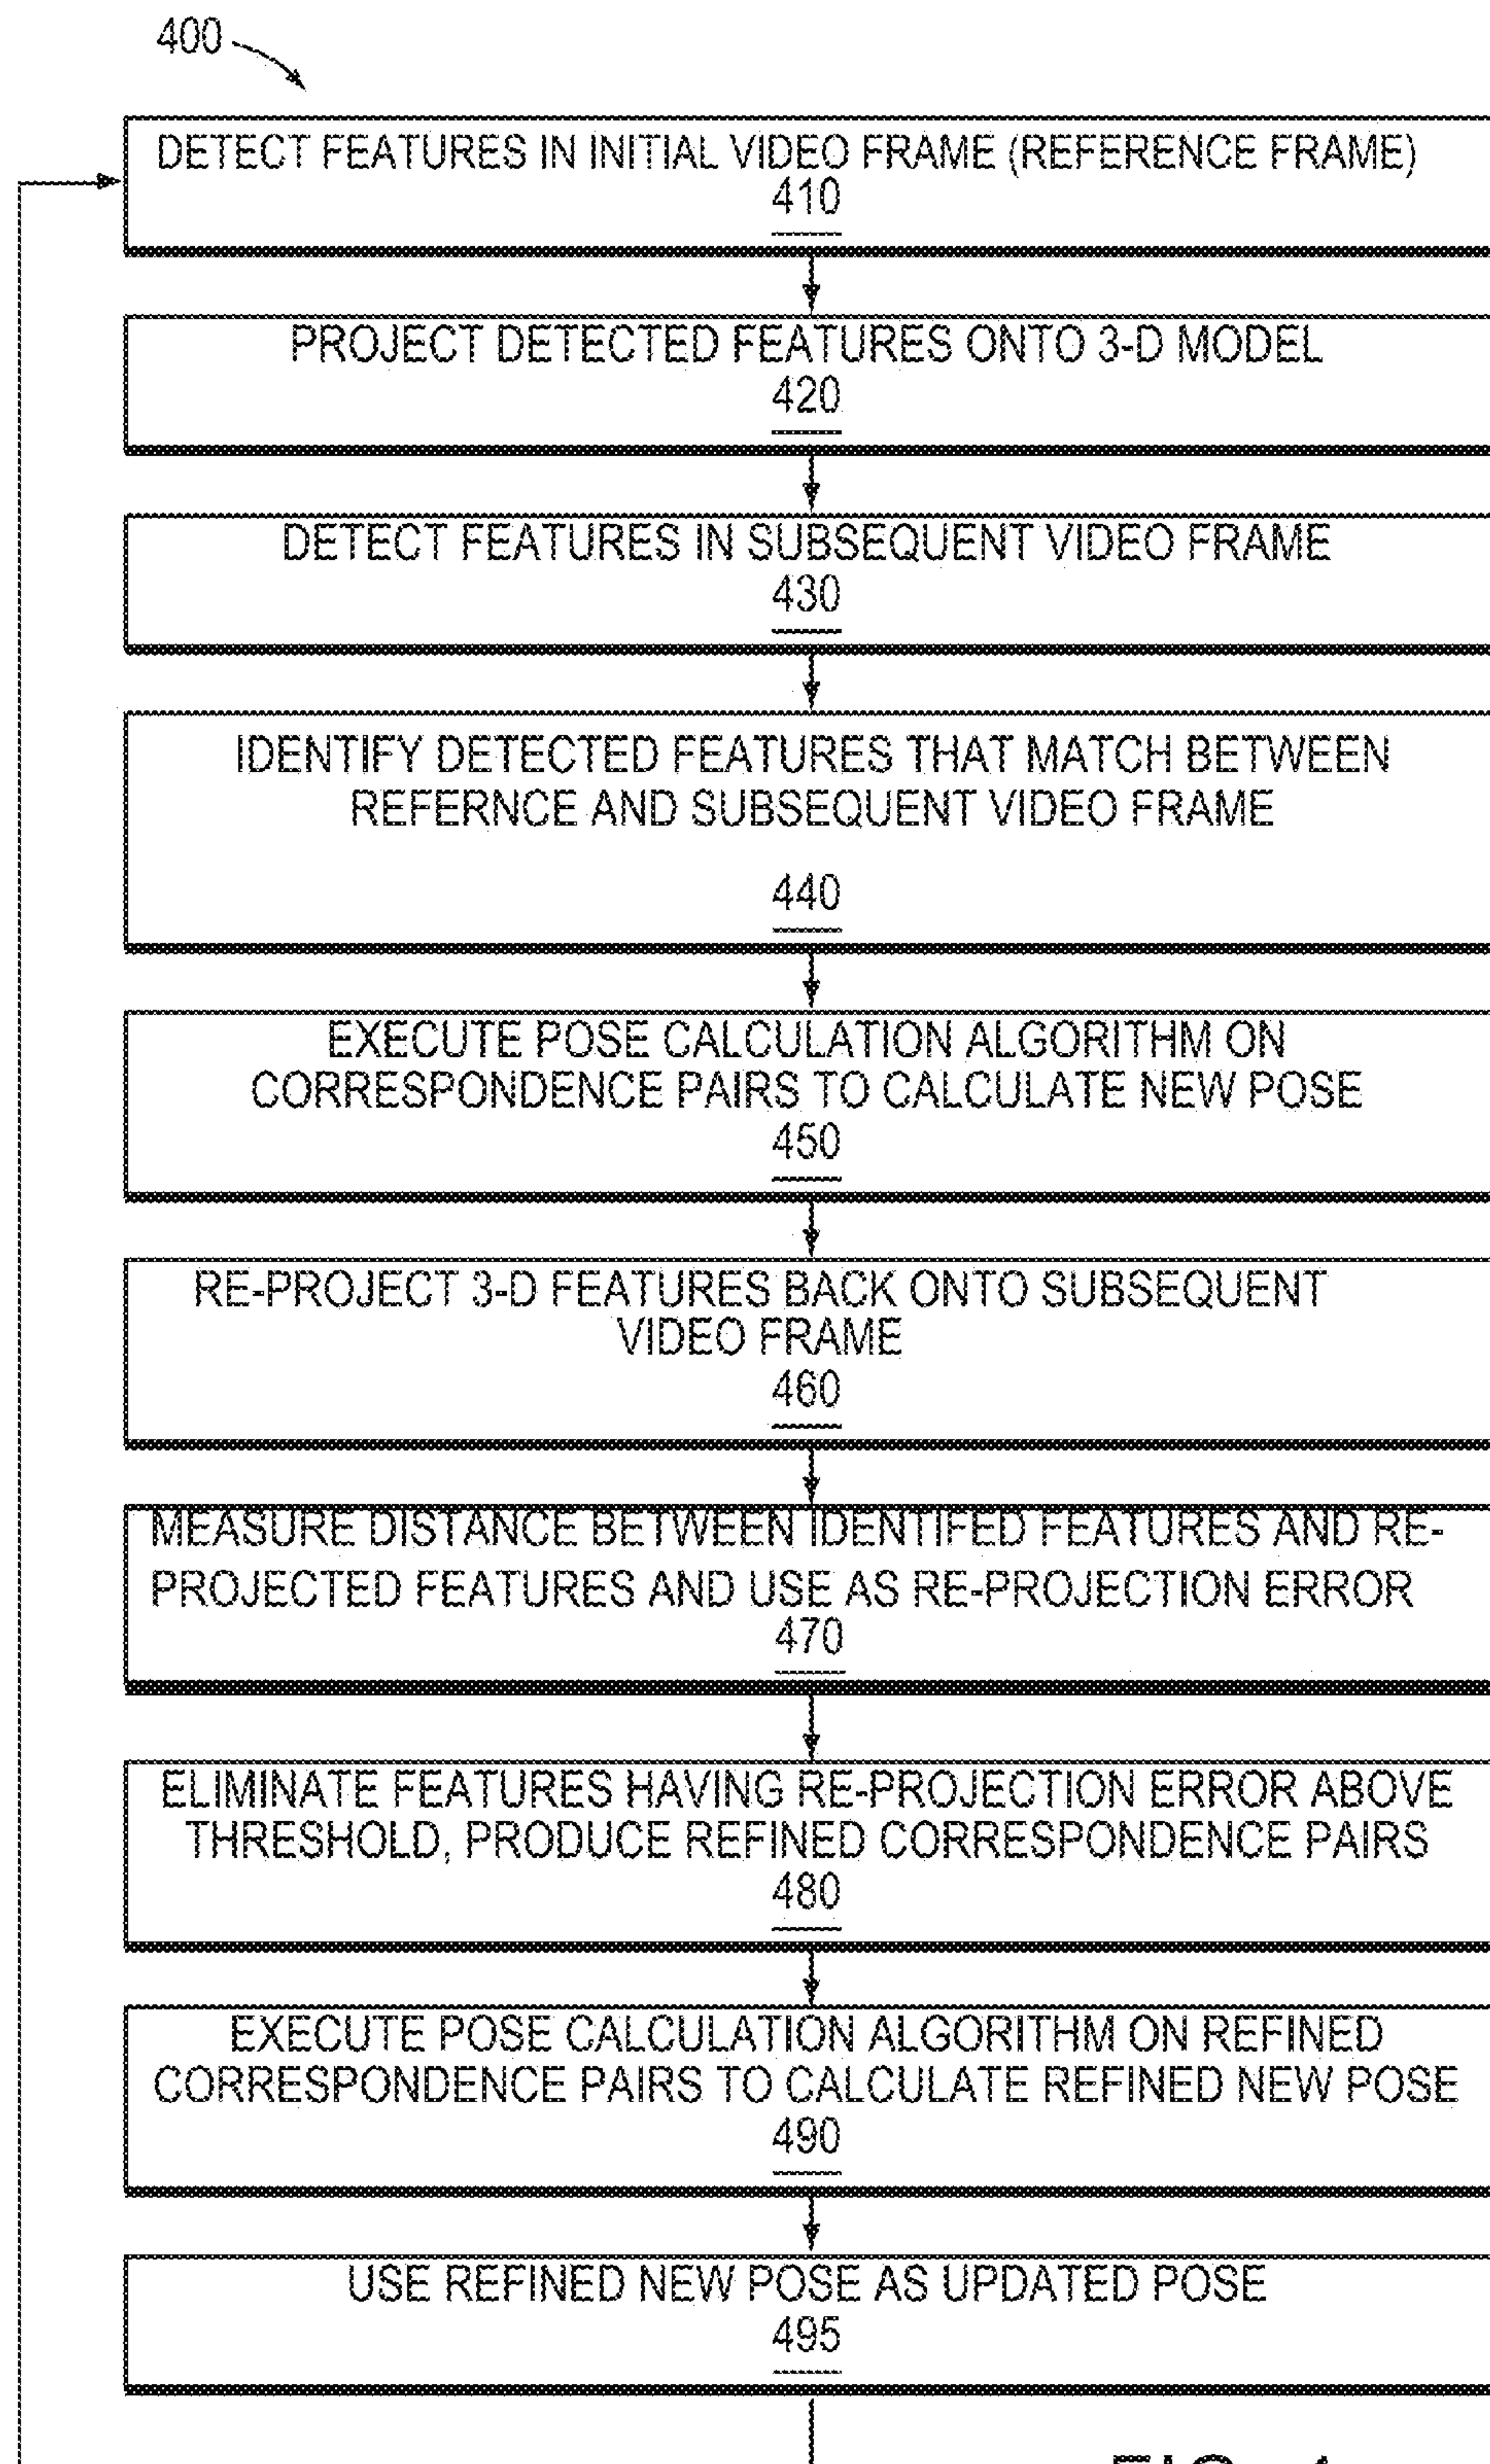 400
DETECT FEATURES IN INITIAL VIDEO FRAME (REFERENCE FRAME)
410
PROJECT DETECTED FEATURES ONTO 3-D MODEL
420
DETECT FEATURES IN SUBSEQUENT VIDEO FRAME
430
IDENTIFY DETECTED FEATURES THAT MATCH BETWEEN
REFERNCE AND SUBSEQUENT VIDEO FRAME
440
EXECUTE POSE CALCULATION ALGORITHM ON
CORRESPONDENCE PAIRS TO CALCULATE NEW POSE
450
RE-PROJECT 3-D FEATURES BACK ONTO SUBSEQUENT
VIDEO FRAME
460
MEASURE DISTANCE BETWEEN IDENTIFED FEATURES AND RE-
PROJECTED FEATURES AND USE AS RE-PROJECTION ERROR
470
ELIMINATE FEATURES HAVING RE-PROJECTION ERROR ABOVE
THRESHOLD, PRODUCE REFINED CORRESPONDENCE PAIRS
480
EXECUTE POSE CALCULATION ALGORITHM ON REFINED
CORRESPONDENCE PAIRS TO CALCULATE REFINED NEW POSE
490
USE REFINED NEW POSE AS UPDATED POSE
495